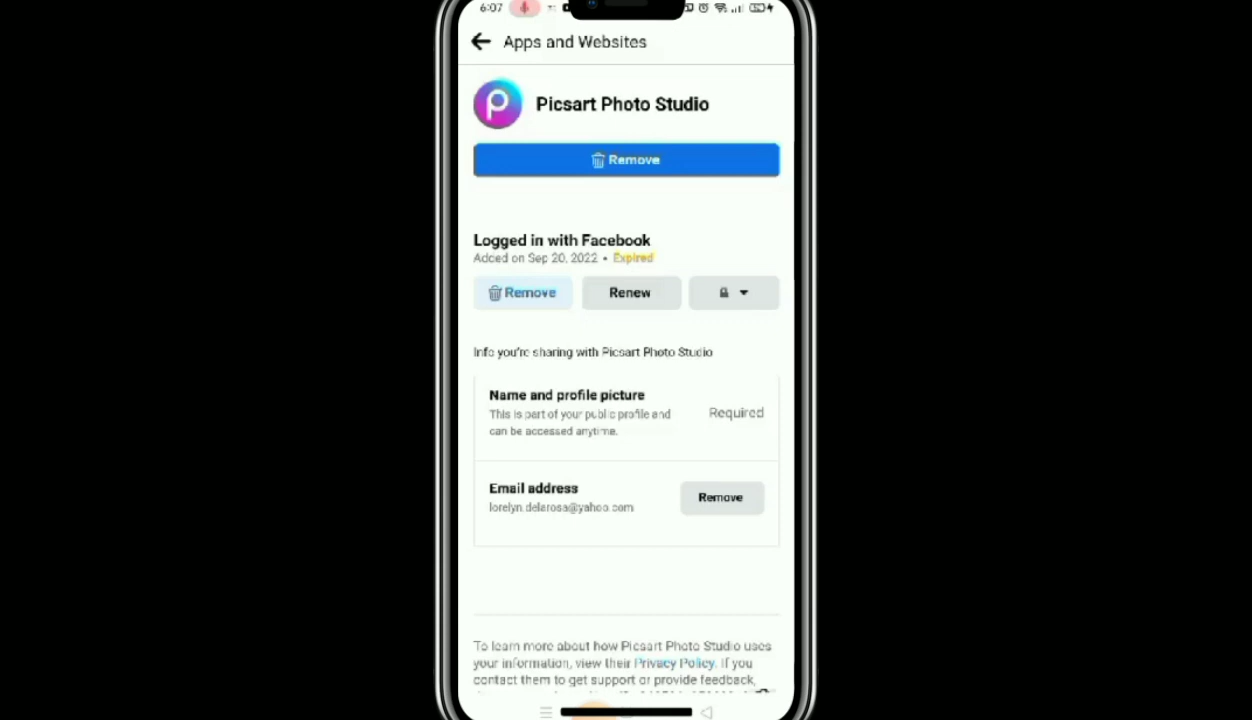 6:07
Apps and Websites
Picsart Photo Studio
Remove
Logged in with Facebook
Added on Sep 20, 2022 • Expired
Remove
Renew
Info you're sharing with Picsart Photo Studio
Name and profile picture
This is part of your public profile and
can be accessed anytime.
Required
Email address
lorelyn.delarosa@yahoo.com
Remove
To learn more about how Picsart Photo Studio uses
your information, view their Privacy Policy. If you
contact them to get support or provide feedback,